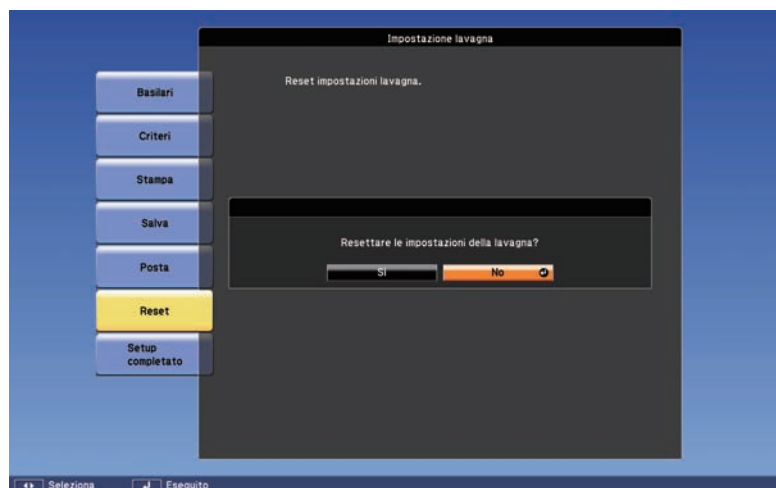 Impostazione lavagna
Reset impostazioni lavagna.
Basilari
Criteri
Stampa
Salva
Posta
Reset
Setup
completato
Resettare le impostazioni della lavagna?
Sì
No
Seleziona
Eseguito